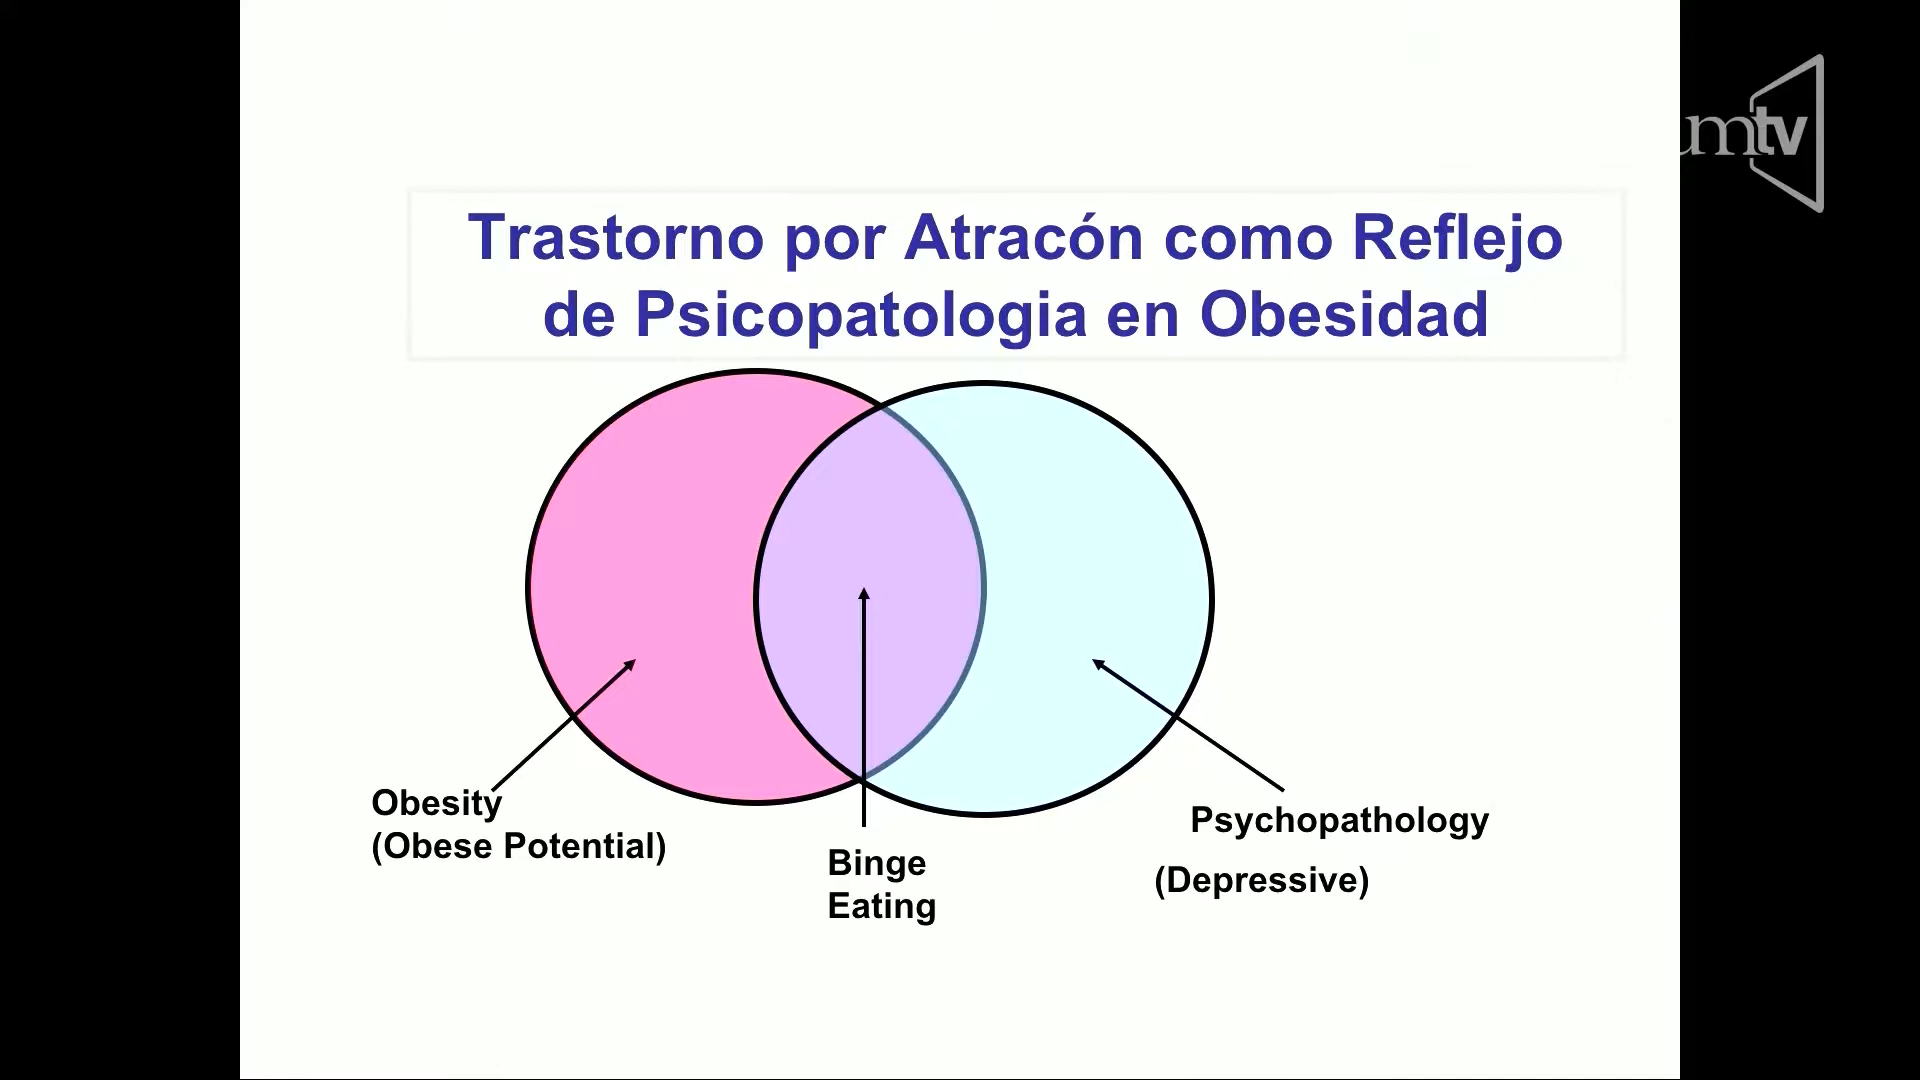 umtv
Trastorno por Atracón como Reflejo
de Psicopatologia en Obesidad
Obesity
(Obese Potential)
Binge
Eating
Psychopathology
(Depressive)